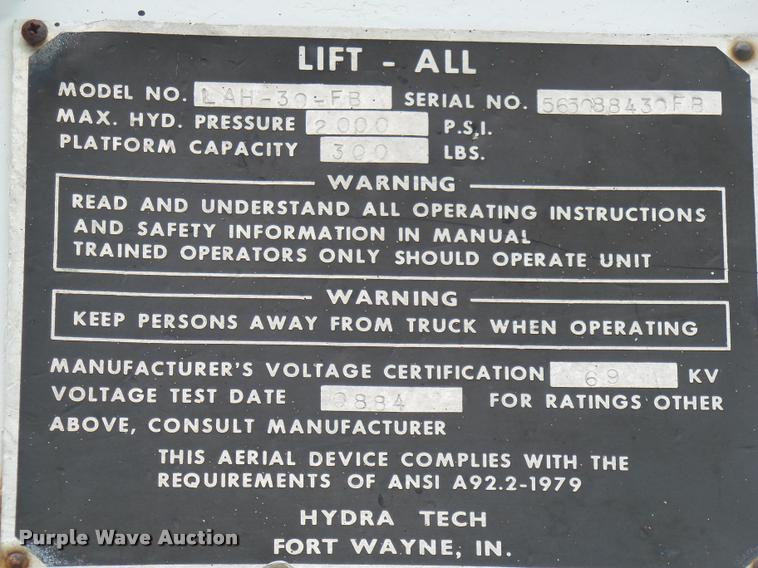 LIFT - ALL
MODEL NO. LAH-30-FB SERIAL NO.
MAX. HYD. PRESSURE 2000 P.S.I.
PLATFORM CAPACITY 300 LBS.
WARNING
READ AND UNDERSTAND ALL OPERATING INSTRUCTIONS
AND SAFETY INFORMATION IN MANUAL
TRAINED OPERATORS ONLY SHOULD OPERATE UNIT
WARNING
KEEP PERSONS AWAY FROM TRUCK WHEN OPERATING
MANUFACTURER'S VOLTAGE CERTIFICATION 69 KV
VOLTAGE TEST DATE 0884 FOR RATINGS OTHER
ABOVE, CONSULT MANUFACTURER
THIS AERIAL DEVICE COMPLIES WITH THE
REQUIREMENTS OF ANSI A92.2-1979
HYDRA TECH
FORT WAYNE, IN.
Purple Wave Auction